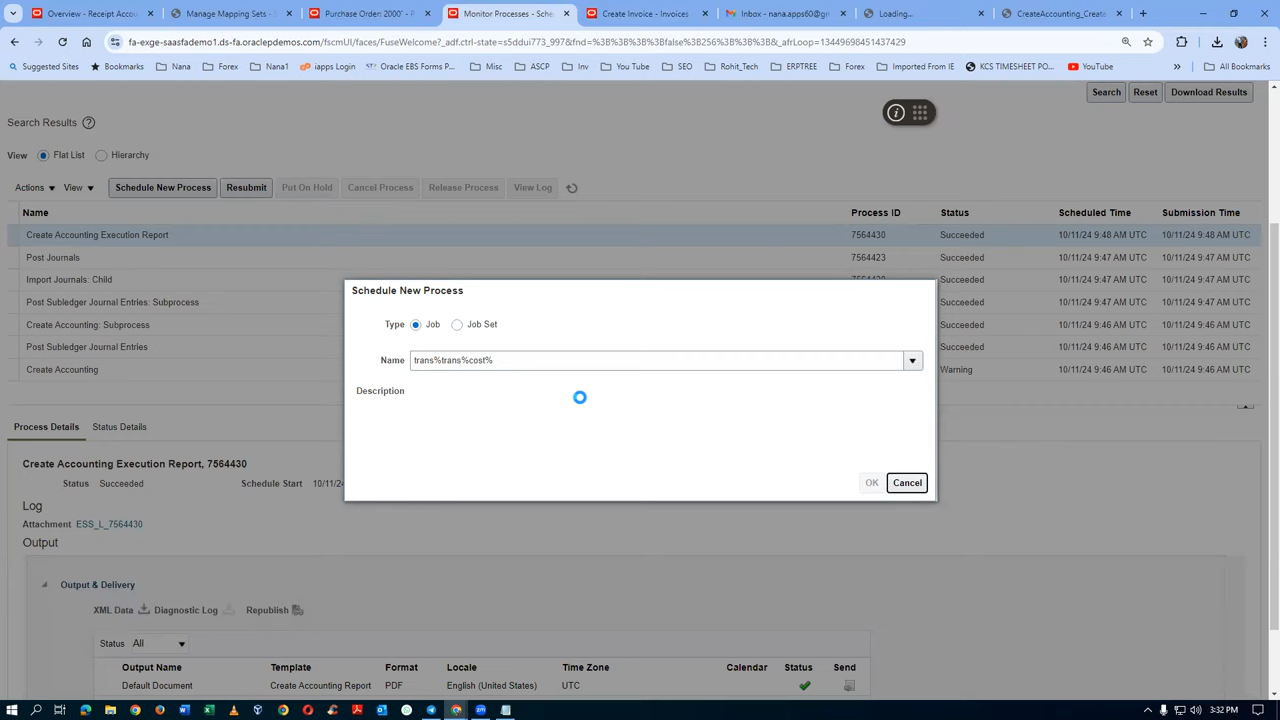 Overview - Receipt Account
Manage Mapping Sets -
Purchase Order: 2000
Monitor Processes - Sche
Create Invoice - Invoices
Inbox - nana.apps60@g
Loading...
CreateAccounting_Create
fa-exge-saasfademo1.ds-fa.oraclepdemos.com/fscmUI/faces/FuseWelcome?_adf.ctrl-state=s5ddui773_997&fnd=%3B%3B%3B%3Bfalse%3B256%3B%3B%3B&_afrLoop=13449698451437429
Suggested Sites
Bookmarks
Nana
Forex
Nana1
iapps Login
Oracle EBS Forms P...
Misc
ASCP
Inv
You Tube
SEO
Rohit_Tech
ERPTREE
Forex
Imported From IE
KCS TIMESHEET PO...
YouTube
All Bookmarks
Search
Reset
Download Results
Search Results
View
Flat List
Hierarchy
Actions
View
Schedule New Process
Resubmit
Put On Hold
Cancel Process
Release Process
View Log
Name
Process ID
Status
Scheduled Time
Submission Time
Create Accounting Execution Report
7564430
Succeeded
10/11/24 9:48 AM UTC
10/11/24 9:48 AM UTC
Post Journals
7564423
Succeeded
10/11/24 9:47 AM UTC
10/11/24 9:47 AM UTC
Import Journals: Child
Succeeded
10/11/24 9:47 AM UTC
10/11/24 9:47 AM UTC
Post Subledger Journal Entries: Subprocess
Succeeded
10/11/24 9:47 AM UTC
10/11/24 9:47 AM UTC
Create Accounting: Subprocess
Succeeded
10/11/24 9:47 AM UTC
10/11/24 9:47 AM UTC
Post Subledger Journal Entries
Succeeded
10/11/24 9:46 AM UTC
10/11/24 9:46 AM UTC
Create Accounting
Warning
10/11/24 9:46 AM UTC
10/11/24 9:46 AM UTC
Schedule New Process
Type
Job
Job Set
Name
trans%trans%cost%
Description
OK
Cancel
Process Details
Status Details
Create Accounting Execution Report, 7564430
Status
Succeeded
Schedule Start
10/11/24
Log
Attachment
ESS_L_7564430
Output
Output & Delivery
XML Data
Diagnostic Log
Republish
Status
All
Output Name
Template
Format
Locale
Time Zone
Calendar
Status
Send
Default Document
Create Accounting Report
PDF
English (United States)
UTC
3:32 PM